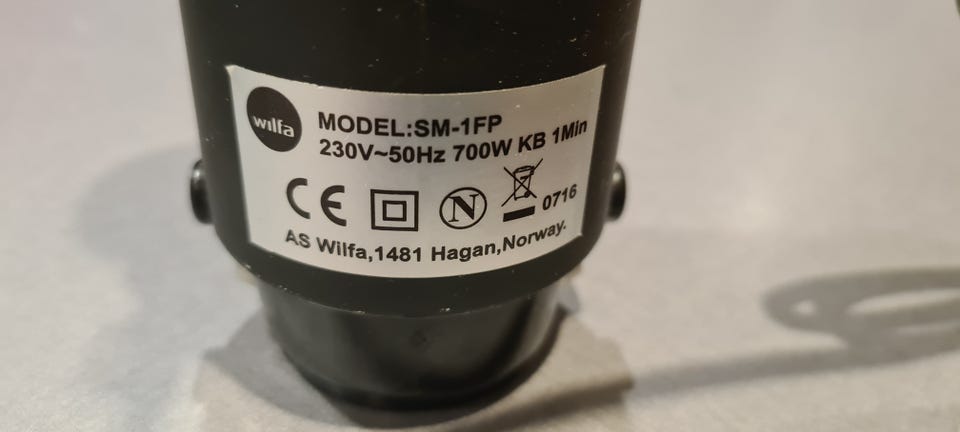 wilfa
MODEL:SM-1FP
230V~50Hz 700W KB 1Min
CE N 0716
AS Wilfa,1481 Hagan,Norway.